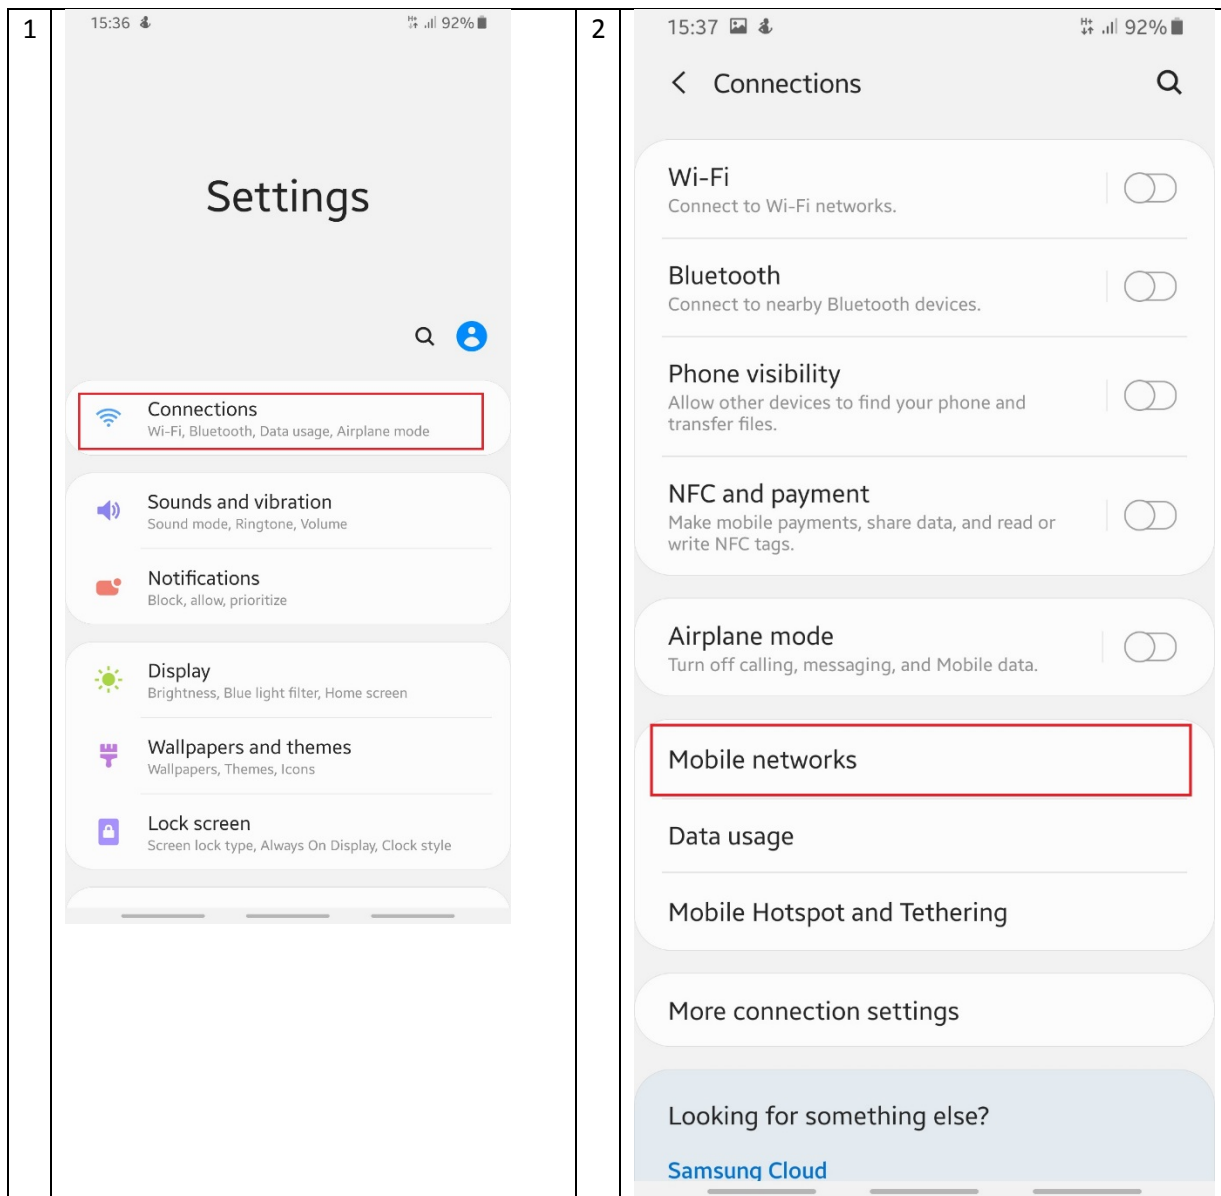 1
15:36
H+
92%
Settings
Connections
Wi-Fi, Bluetooth, Data usage, Airplane mode
Sounds and vibration
Sound mode, Ringtone, Volume
Notifications
Block, allow, prioritize
Display
Brightness, Blue light filter, Home screen
Wallpapers and themes
Wallpapers, Themes, Icons
Lock screen
Screen lock type, Always On Display, Clock style
2
15:37
H+
92%
Connections
Wi-Fi
Connect to Wi-Fi networks.
Bluetooth
Connect to nearby Bluetooth devices.
Phone visibility
Allow other devices to find your phone and
transfer files.
NFC and payment
Make mobile payments, share data, and read or
write NFC tags.
Airplane mode
Turn off calling, messaging, and Mobile data.
Mobile networks
Data usage
Mobile Hotspot and Tethering
More connection settings
Looking for something else?
Samsung Cloud